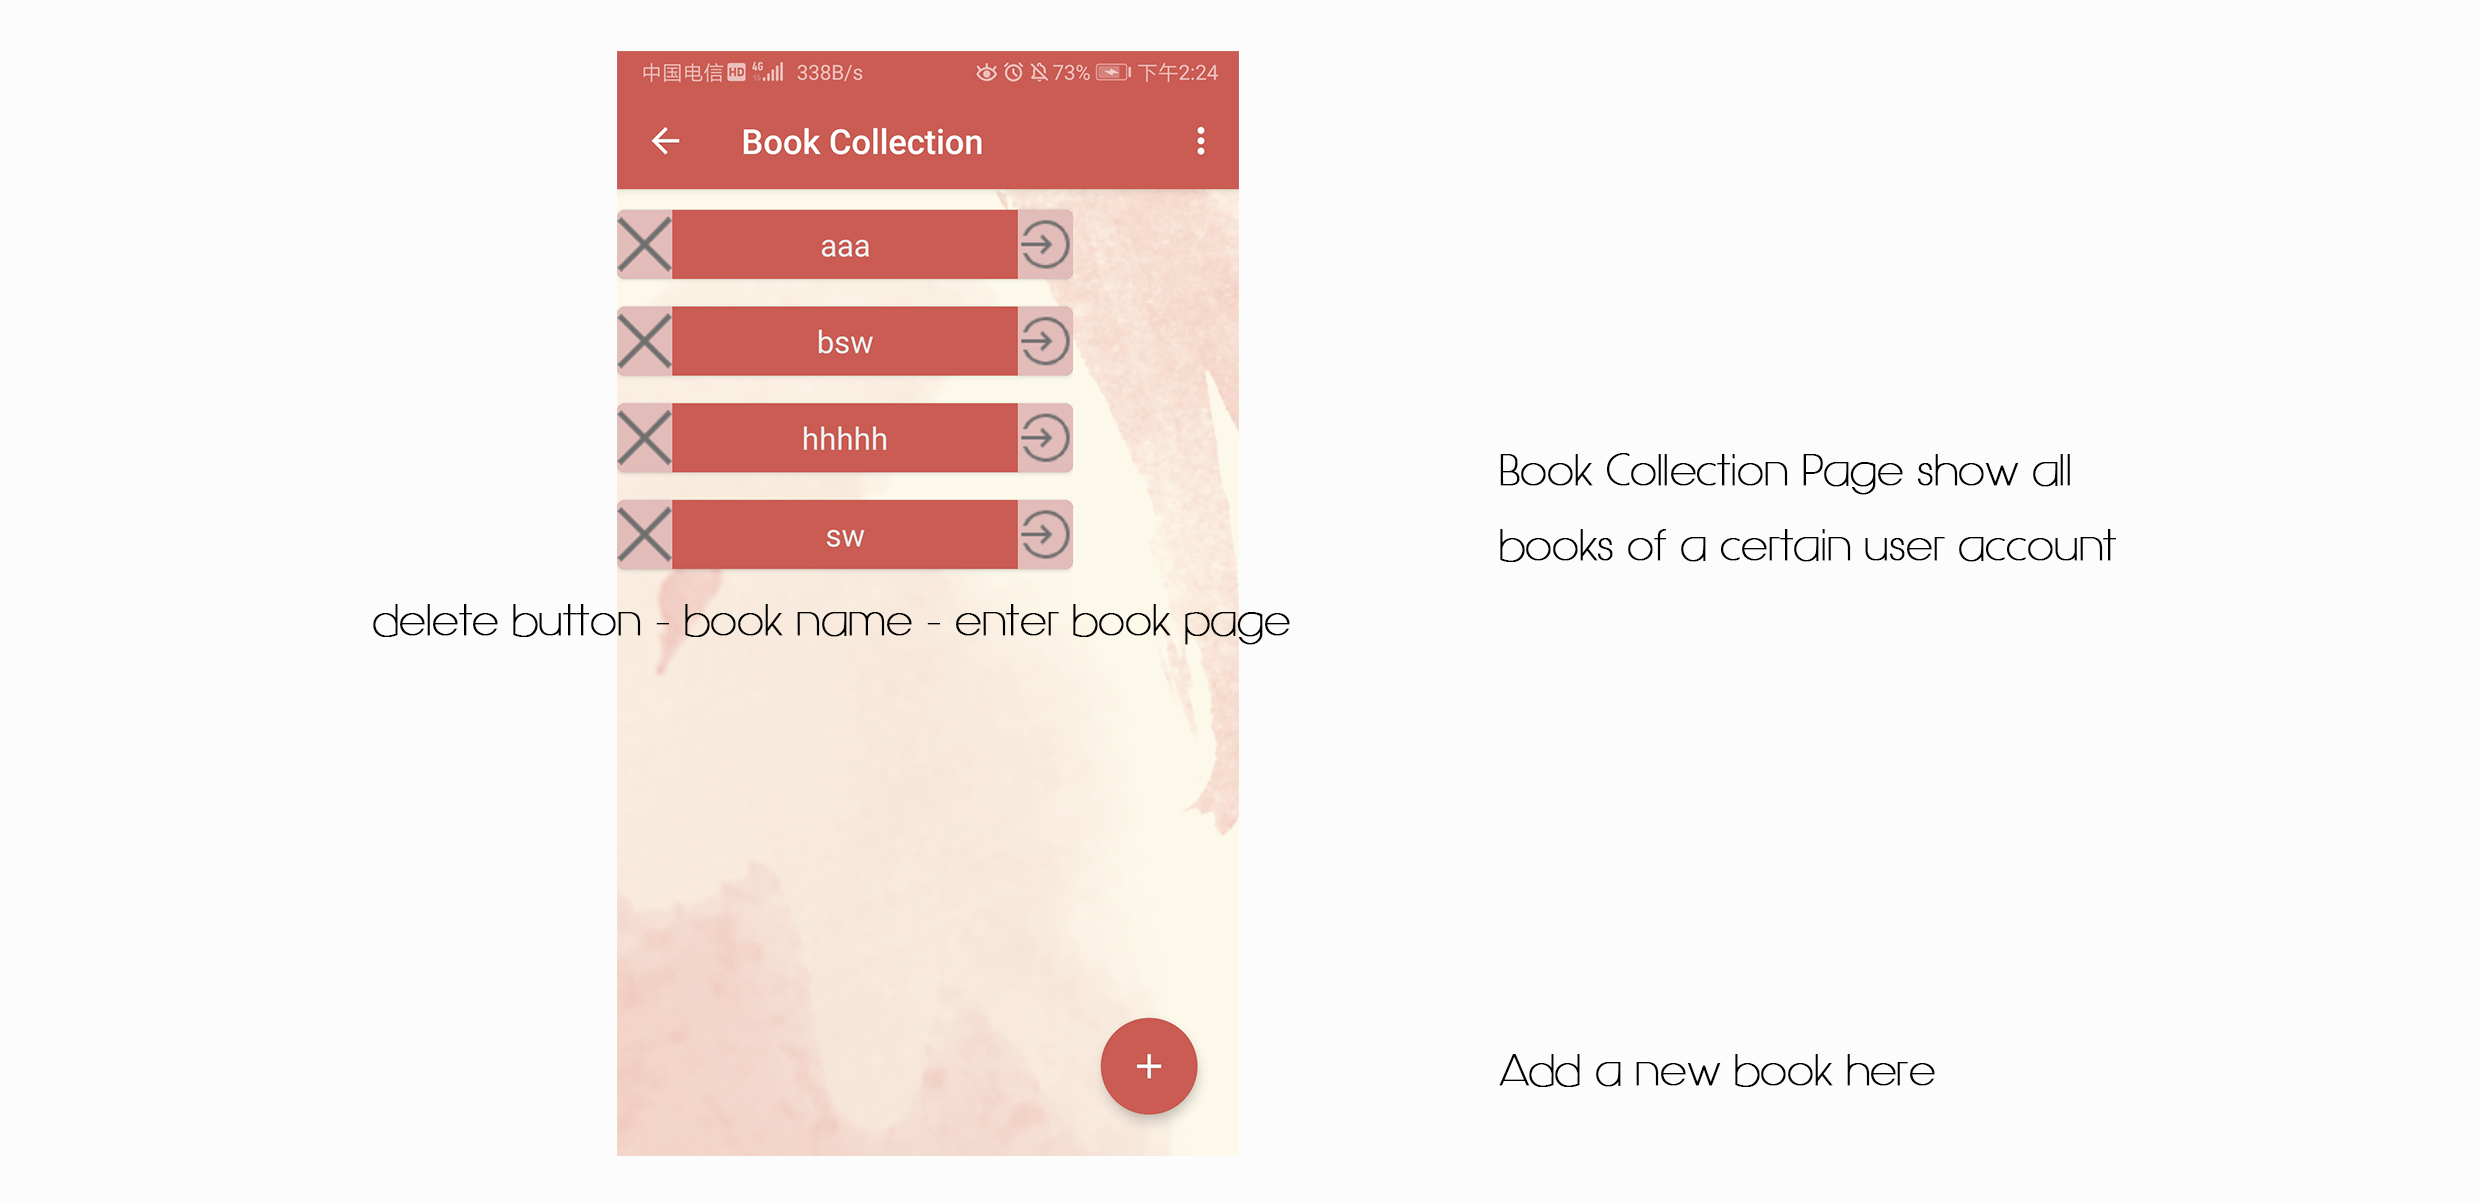 中国电信 HD 4G 338B/s 73% 下午2:24
Book Collection
aaa
bsw
hhhhh
sw
delete button - book name - enter book page
Book Collection Page show all
books of a certain user account
Add a new book here